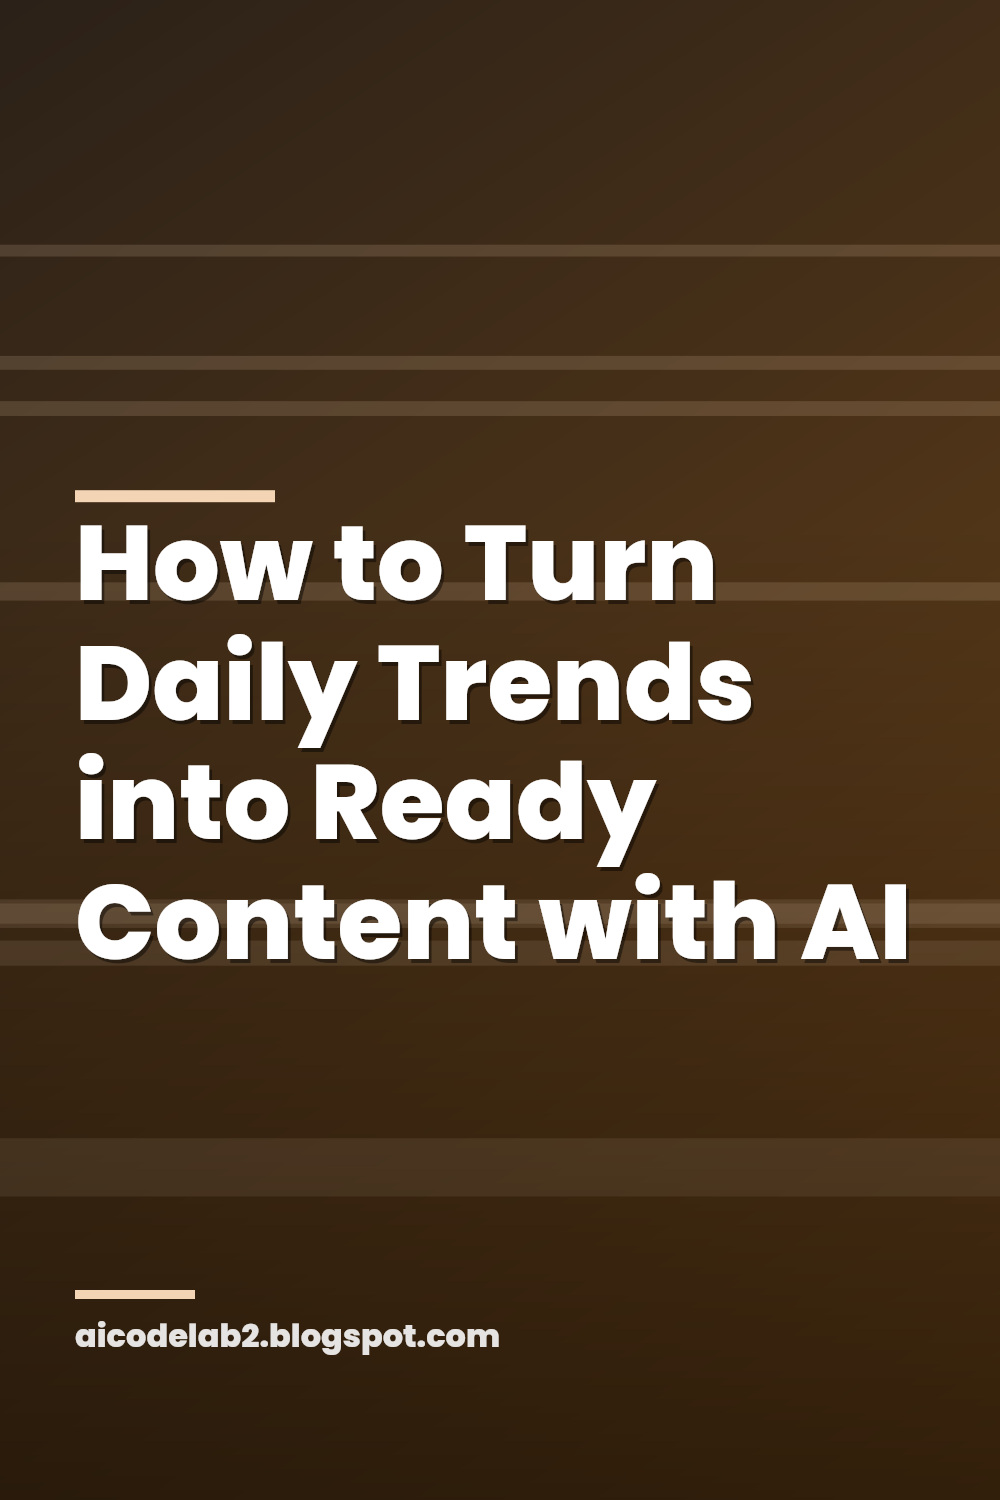 How to Turn
Daily Trends
into Ready
Content with AI
aicodelab2.blogspot.com